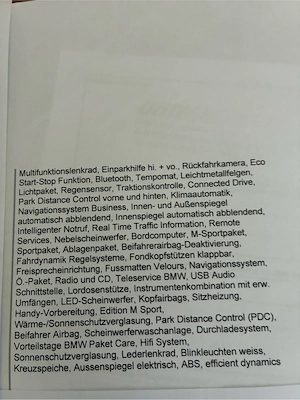 Multifunktionslenkrad, Einparkhilfe hi. + vo., Rückfahrkamera, Eco
Start-Stop Funktion, Bluetooth, Tempomat, Leichtmetallfelgen,
Lichtpaket, Regensensor, Traktionskontrolle, Connected Drive,
Park Distance Control vorne und hinten, Klimaautomatik,
Navigationssystem Business, Innen- und Außenspiegel
automatisch abblendend, Innenspiegel automatisch abblendend,
Intelligenter Notruf, Real Time Traffic Information, Remote
Services, Nebelscheinwerfer, Bordcomputer, M-Sportpaket,
Sportpaket, Ablagenpaket, Beifahrerairbag-Deaktivierung,
Fahrdynamik Regelsysteme, Fondkopfstützen klappbar,
Freisprecheinrichtung, Fussmatten Velours, Navigationssystem,
Ö.-Paket, Radio und CD, Teleservice BMW, USB Audio
Schnittstelle, Lordosenstütze, Instrumentenkombination mit erw.
Umfängen, LED-Scheinwerfer, Kopfairbags, Sitzheizung,
Handy-Vorbereitung, Edition M Sport,
Wärme-/Sonnenschutzverglasung, Park Distance Control (PDC),
Beifahrer Airbag, Scheinwerferwaschanlage, Durchladesystem,
Vorteilstage BMW Paket Care, Hifi System,
Sonnenschutzverglasung, Lederlenkrad, Blinkleuchten weiss,
Kreuzspeiche, Aussenspiegel elektrisch, ABS, efficient dynamics